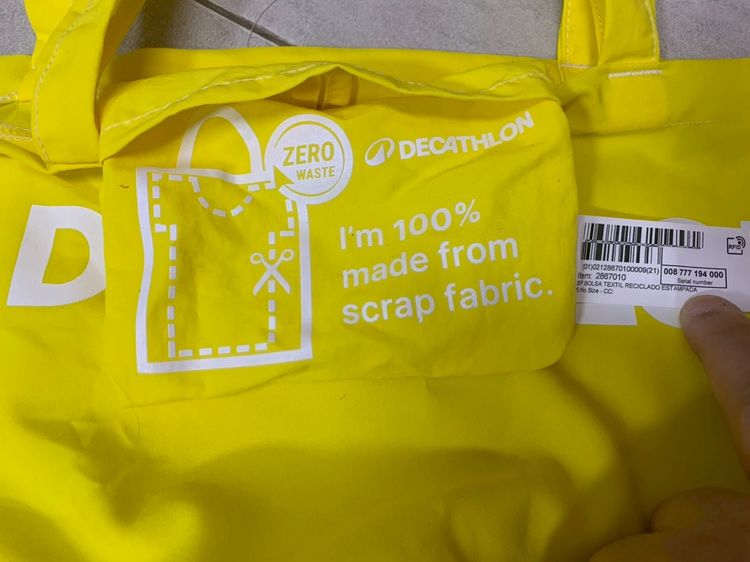 ZERO
WASTE
DECATHLON
I'm 100%
made from
scrap fabric.
D
RFID
(01)02128670100009(21)
008 777 194 000
Serial number
Item: 2867010
SP BOLSA TEXTIL RECICLADO ESTAMPADA
No Size - CC: